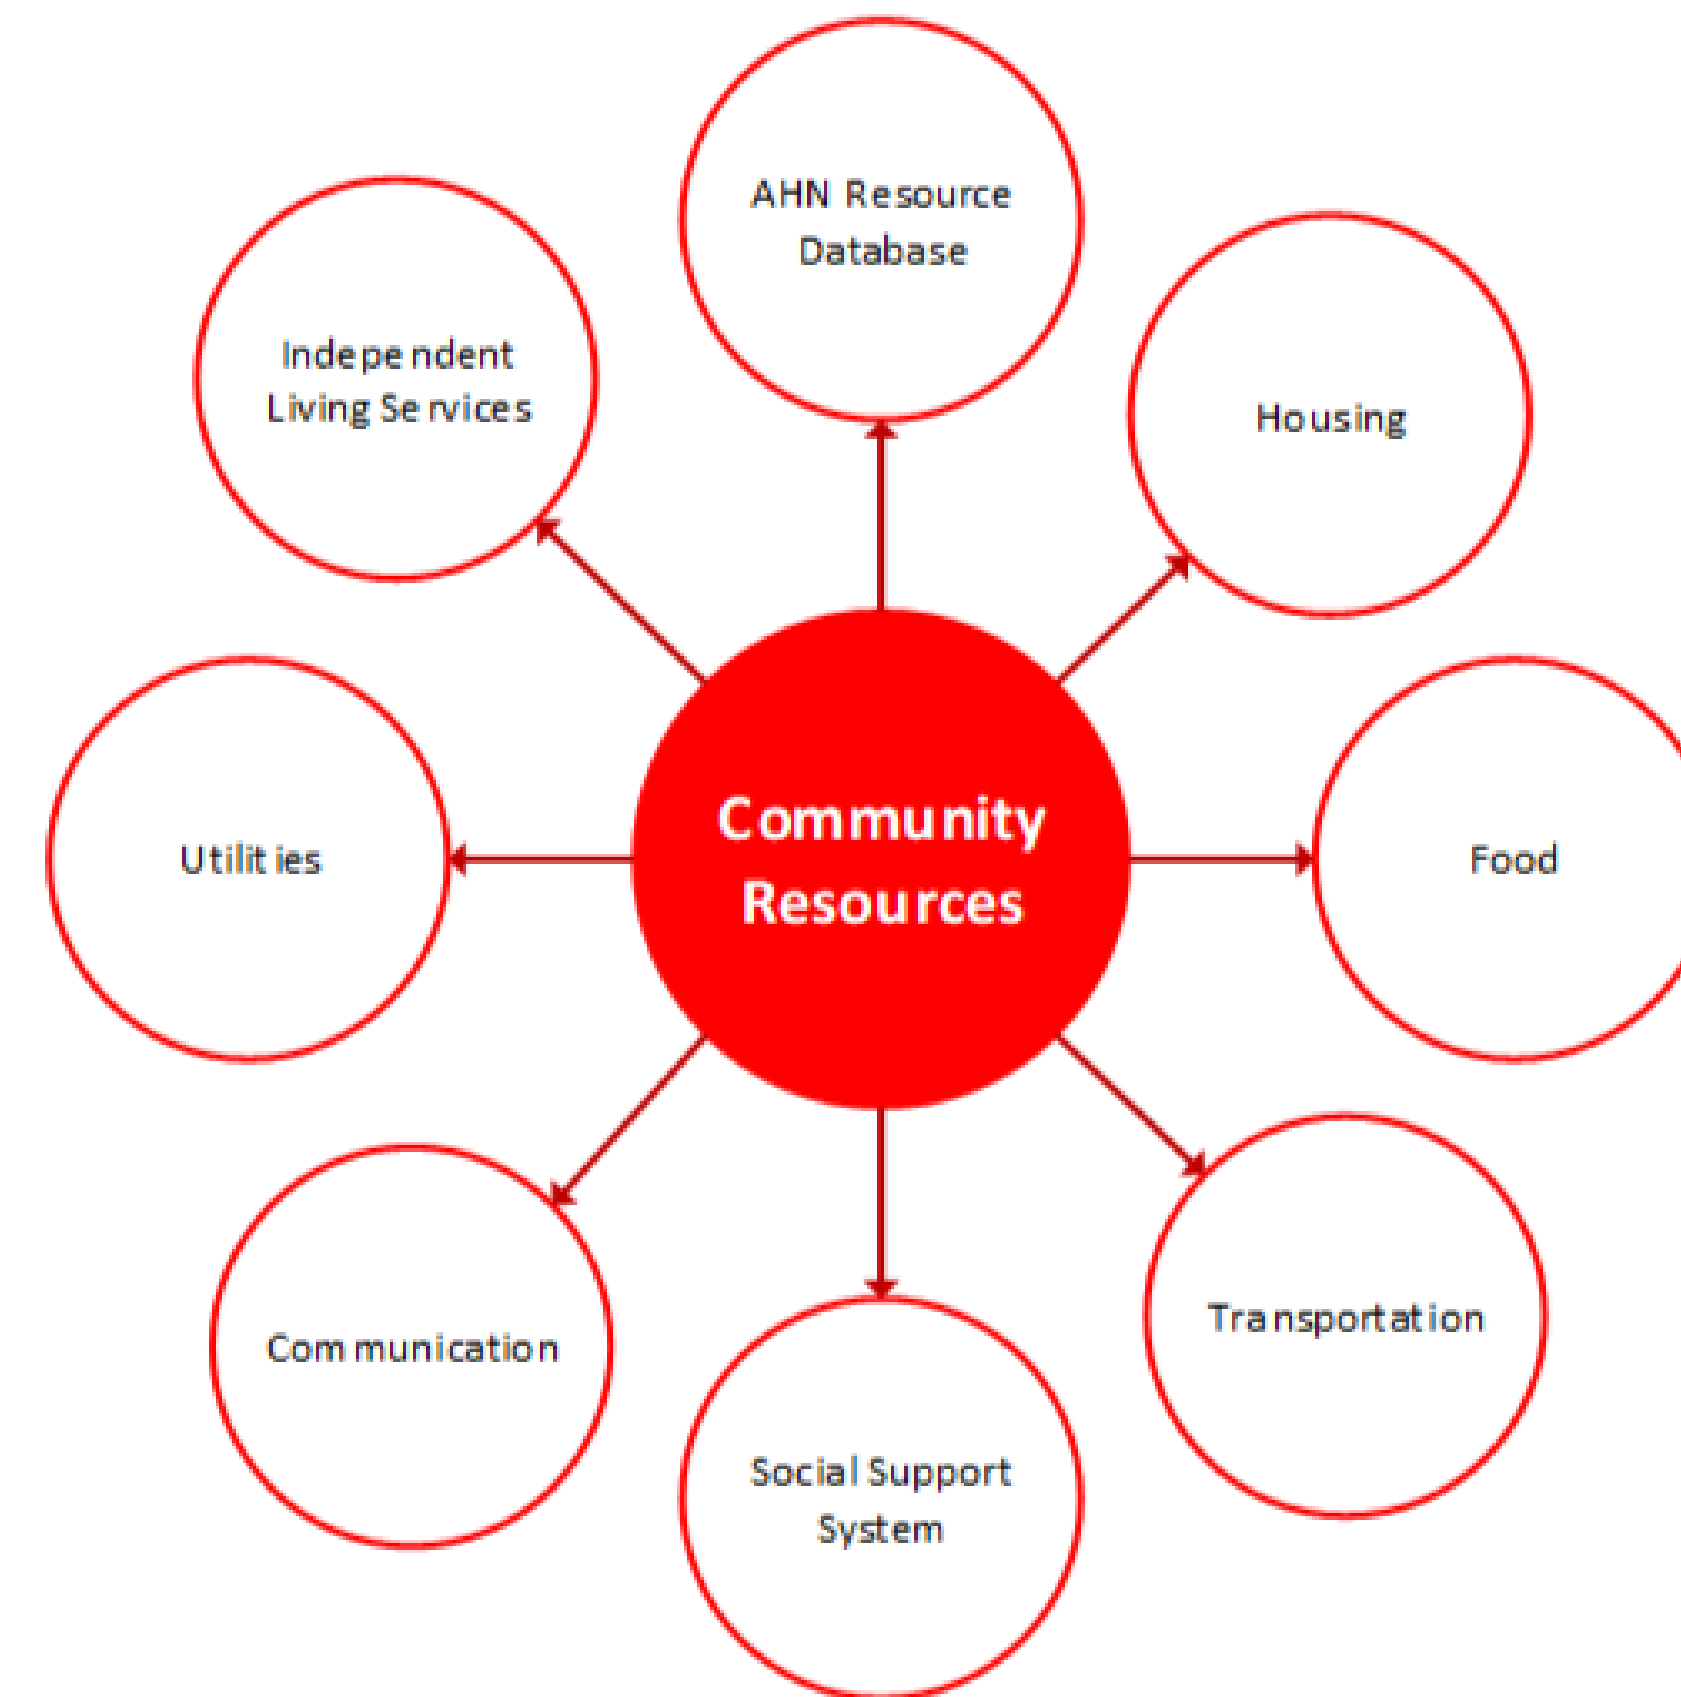 AHN Resource
Database
Independent
Living Services
Housing
Community
Resources
Utilities
Food
Communication
Transportation
Social Support
System